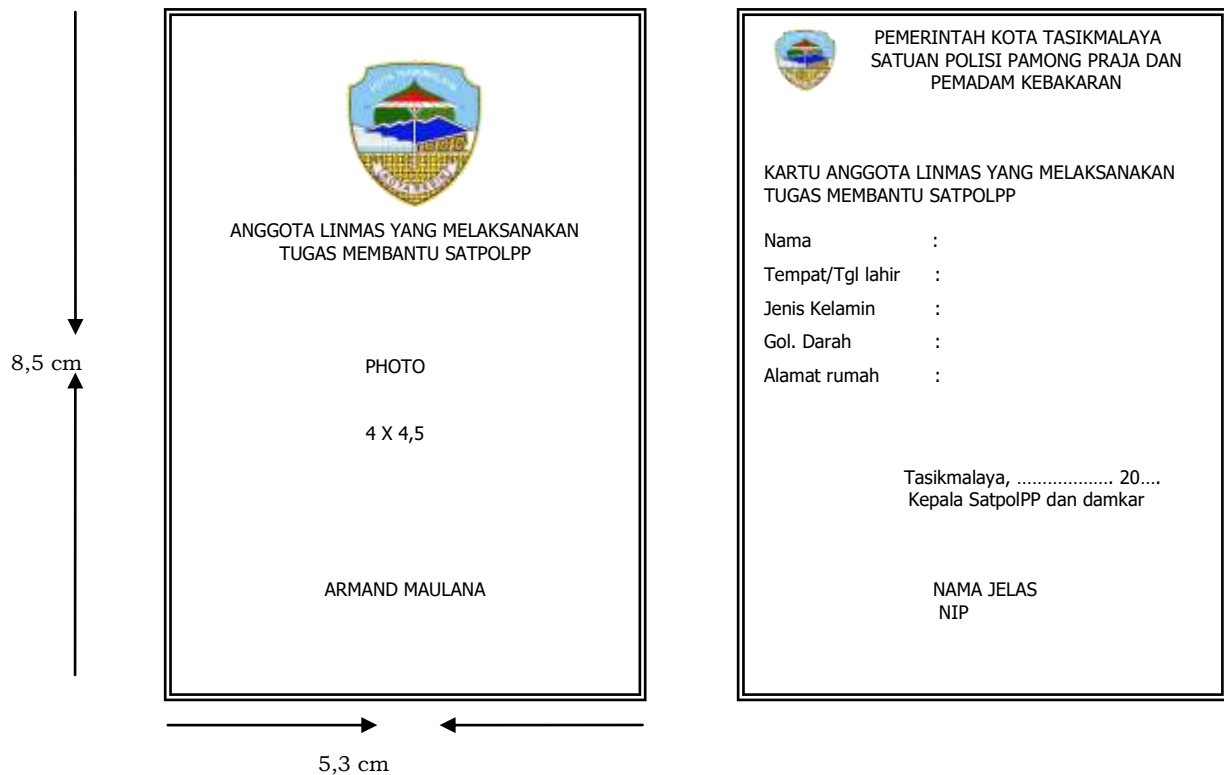 8,5 cm
ANGGOTA LINMAS YANG MELAKSANAKAN
TUGAS MEMBANTU SATPOLPP
PHOTO
4 X 4,5
ARMAND MAULANA
5,3 cm
PEMERINTAH KOTA TASIKMALAYA
SATUAN POLISI PAMONG PRAJA DAN
PEMADAM KEBAKARAN
KARTU ANGGOTA LINMAS YANG MELAKSANAKAN
TUGAS MEMBANTU SATPOLPP
Nama :
Tempat/Tgl lahir :
Jenis Kelamin :
Gol. Darah :
Alamat rumah :
Tasikmalaya, ………………. 20….
Kepala SatpolPP dan damkar
NAMA JELAS
NIP